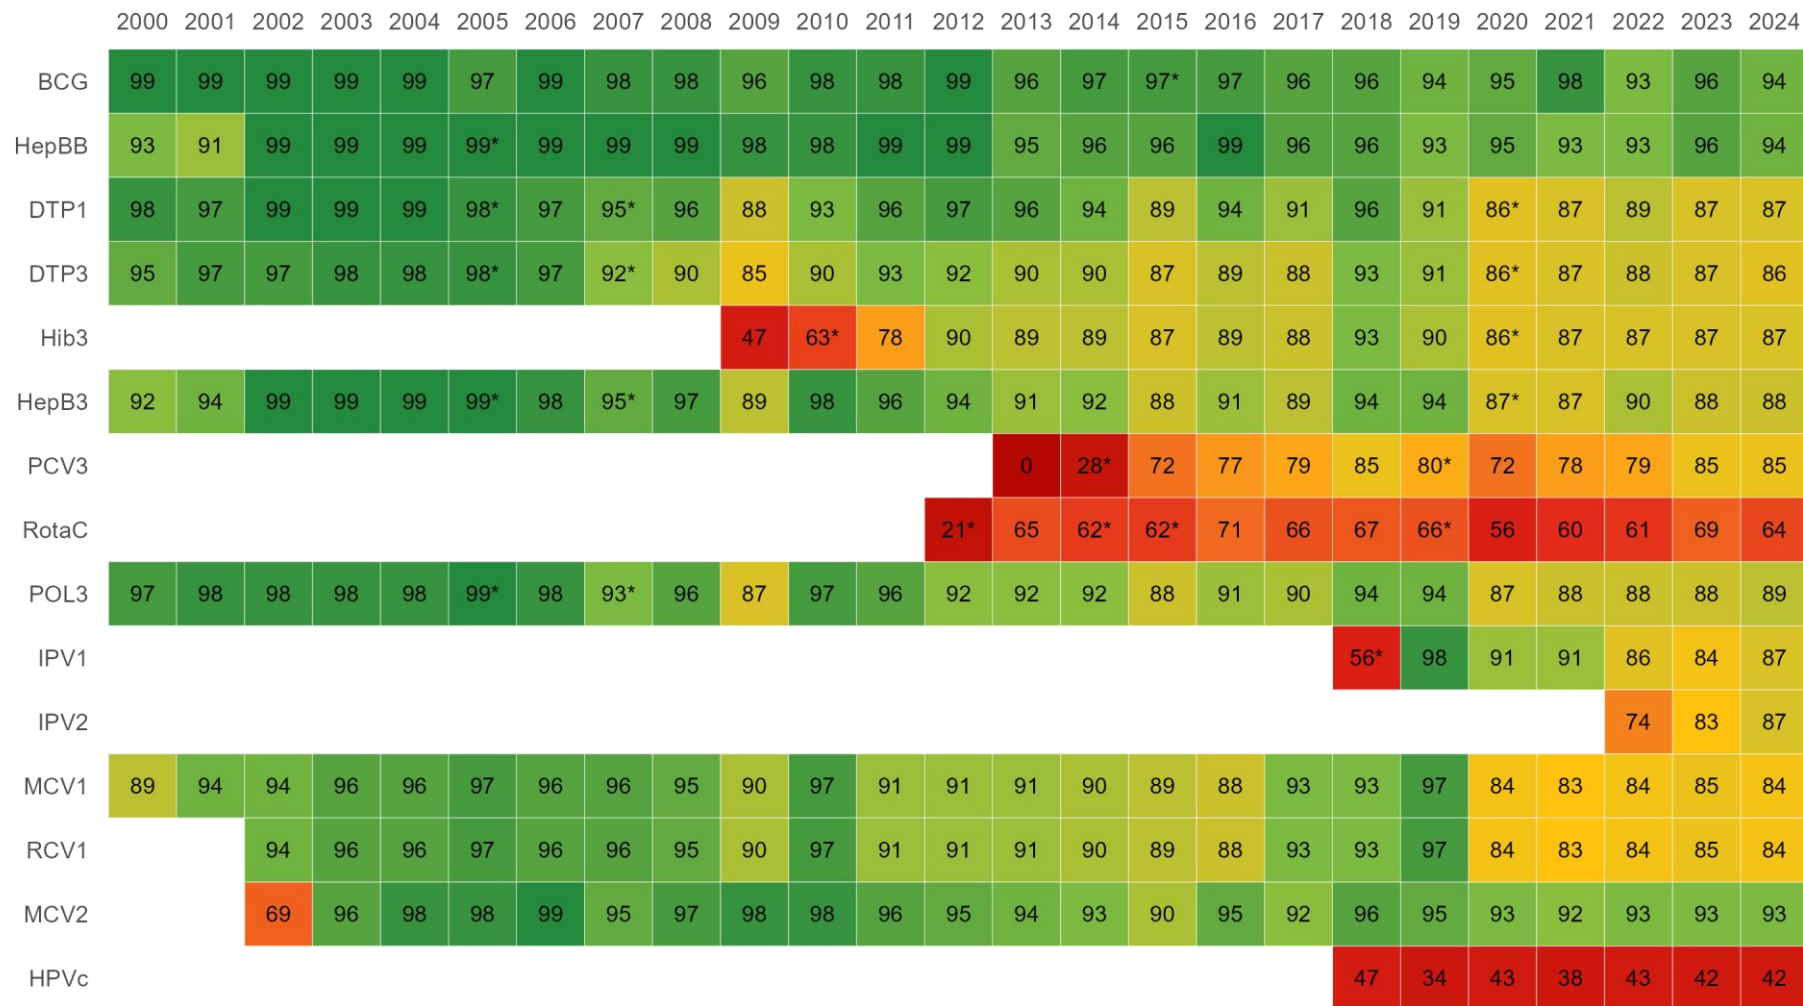 2000 2001 2002 2003 2004 2005 2006 2007 2008 2009 2010 2011 2012 2013 2014 2015 2016 2017 2018 2019 2020 2021 2022 2023 2024
BCG 99 99 99 99 99 97 99 98 98 96 98 98 99 96 97 97* 97 96 96 94 95 98 93 96 94
HepBB 93 91 99 99 99 99* 99 99 99 98 98 99 99 95 96 96 99 96 96 93 95 93 93 96 94
DTP1 98 97 99 99 99 98* 97 95* 96 88 93 96 97 96 94 89 94 91 96 91 86* 87 89 87 87
DTP3 95 97 97 98 98 98* 97 92* 90 85 90 93 92 90 90 87 89 88 93 91 86* 87 88 87 86
Hib3 47 63* 78 90 89 89 87 89 88 93 90 86* 87 87 87 87
HepB3 92 94 99 99 99 99* 98 95* 97 89 98 96 94 91 92 88 91 89 94 94 87* 87 90 88 88
PCV3 0 28* 72 77 79 85 80* 72 78 79 85 85
RotaC 21* 65 62* 62* 71 66 67 66* 56 60 61 69 64
POL3 97 98 98 98 98 99* 98 93* 96 87 97 96 92 92 92 88 91 90 94 94 87 88 88 88 89
IPV1 56* 98 91 91 86 84 87
IPV2 74 83 87
MCV1 89 94 94 96 96 97 96 96 95 90 97 91 91 91 90 89 88 93 93 97 84 83 84 85 84
RCV1 94 96 96 97 96 96 95 90 97 91 91 91 90 89 88 93 93 97 84 83 84 85 84
MCV2 69 96 98 98 99 95 97 98 98 96 95 94 93 90 95 92 96 95 93 92 93 93 93
HPVc 47 34 43 38 43 42 42